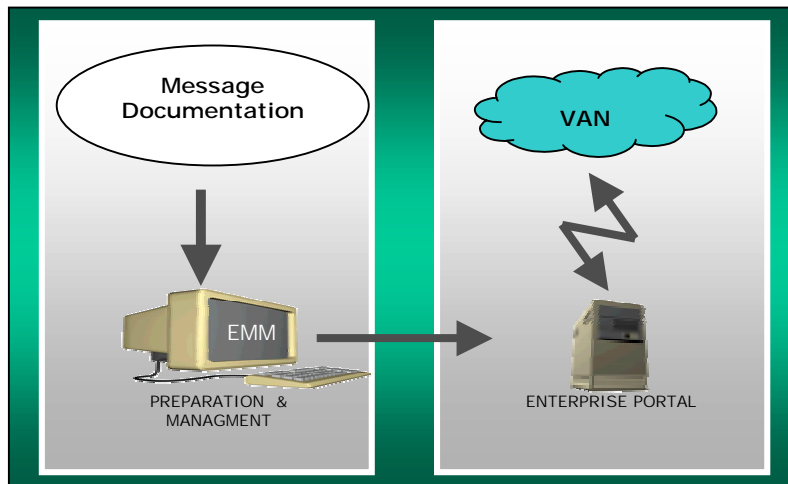 Message
Documentation
EMM
PREPARATION &
MANAGMENT
VAN
ENTERPRISE PORTAL